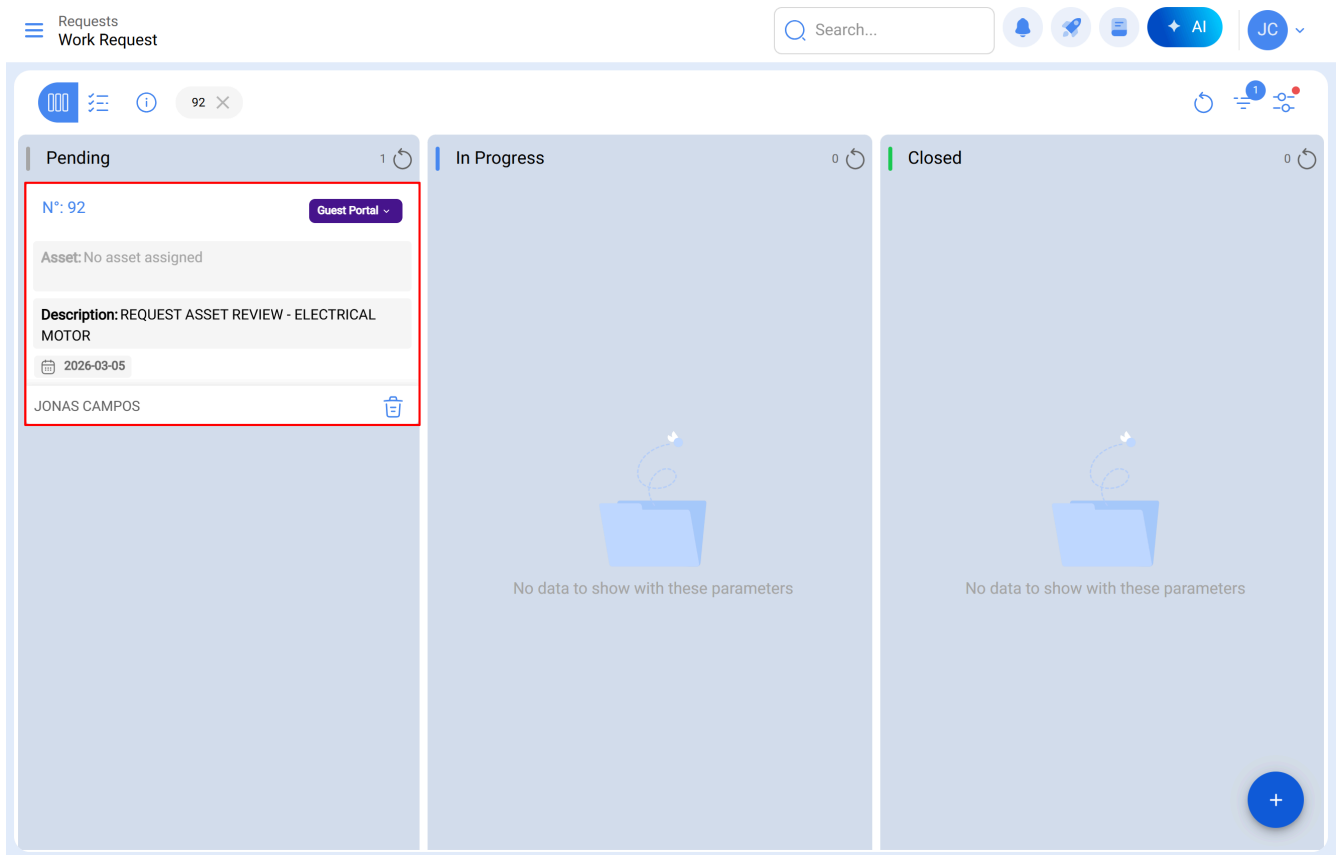 Requests
Work Request
Search...
AI
JC
92
1
Pending
1
In Progress
0
Closed
0
N°: 92
Guest Portal
Asset: No asset assigned
Description: REQUEST ASSET REVIEW - ELECTRICAL
MOTOR
2026-03-05
JONAS CAMPOS
No data to show with these parameters
No data to show with these parameters